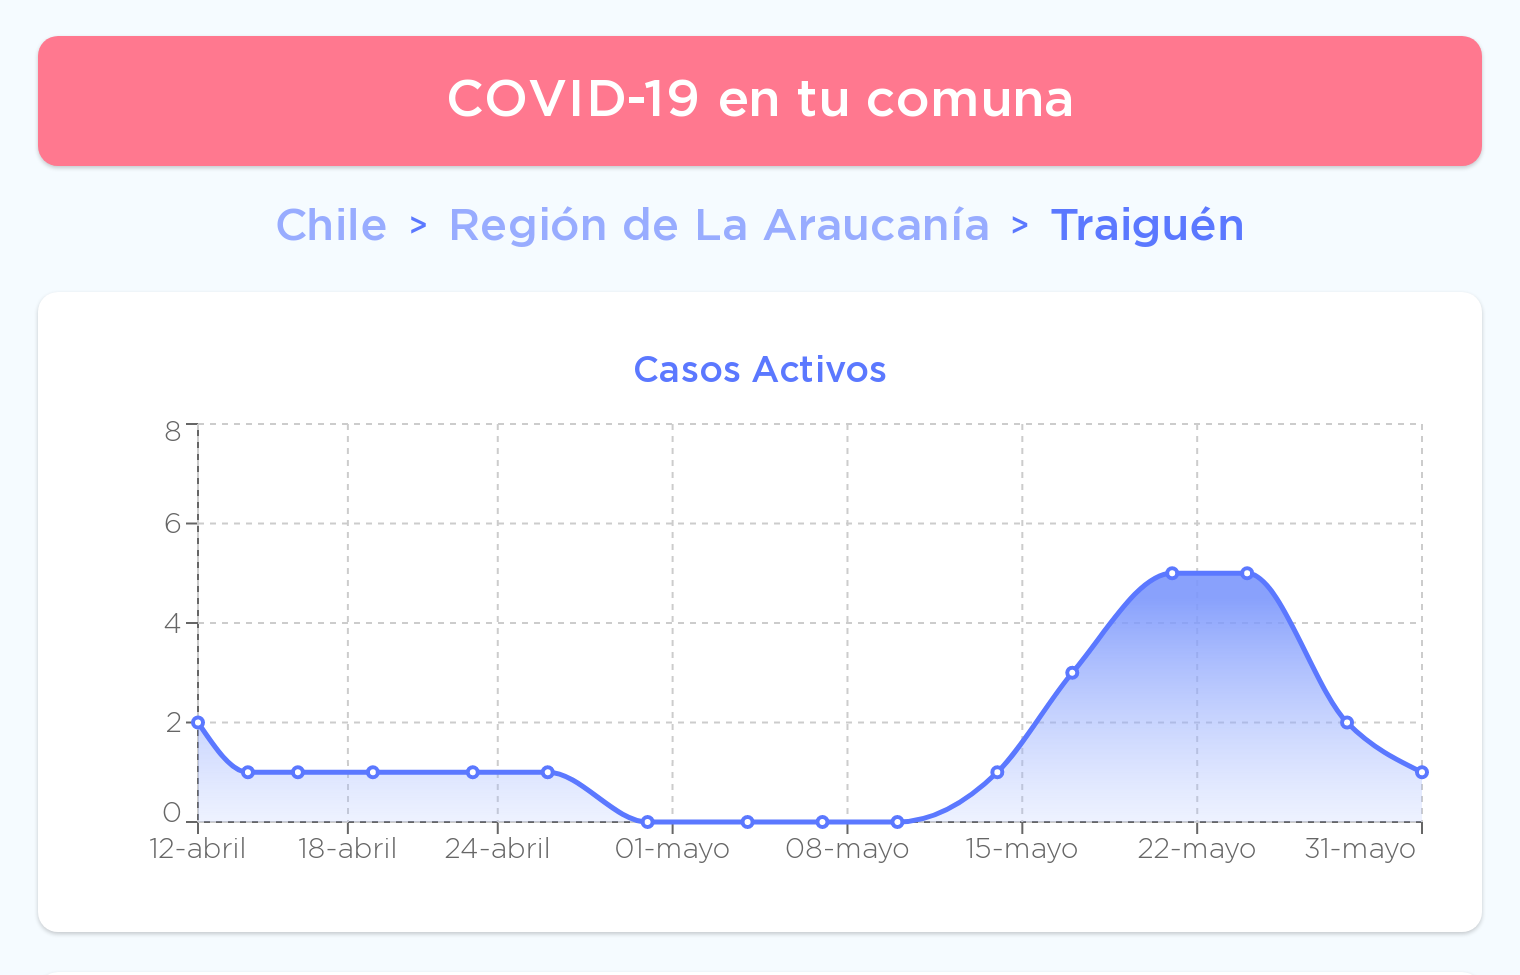 COVID-19 en tu comuna
Chile > Región de La Araucanía > Traiguén
Casos Activos
8
6
4
2
0
12-abril 18-abril 24-abril 01-mayo 08-mayo 15-mayo 22-mayo 31-mayo